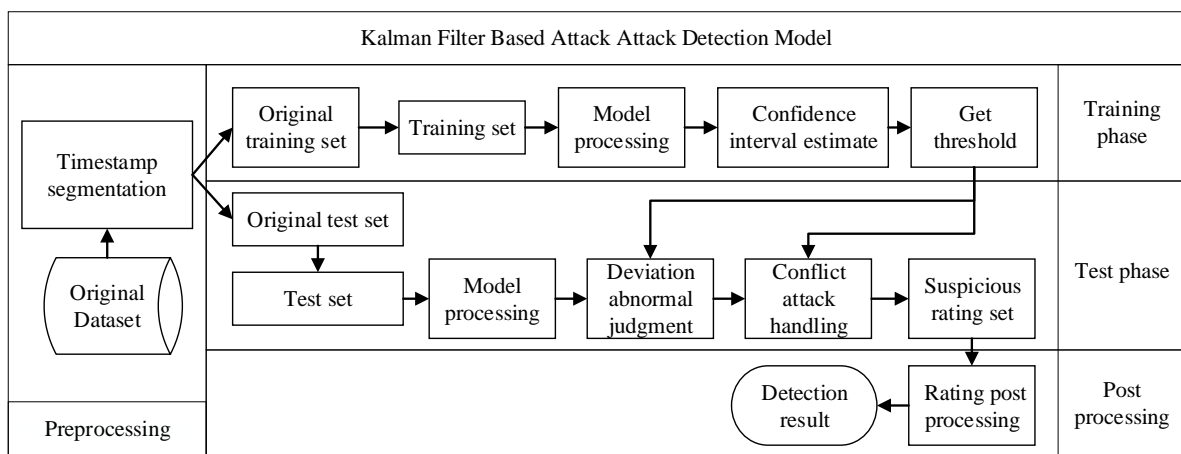 Kalman Filter Based Attack Attack Detection Model
Original
training set
Training set
Model
processing
Confidence
interval estimate
Get
threshold
Training
phase
Timestamp
segmentation
Original test set
Original
Dataset
Test set
Model
processing
Deviation
abnormal
judgment
Conflict
attack
handling
Suspicious
rating set
Test phase
Detection
result
Rating post
processing
Post
processing
Preprocessing